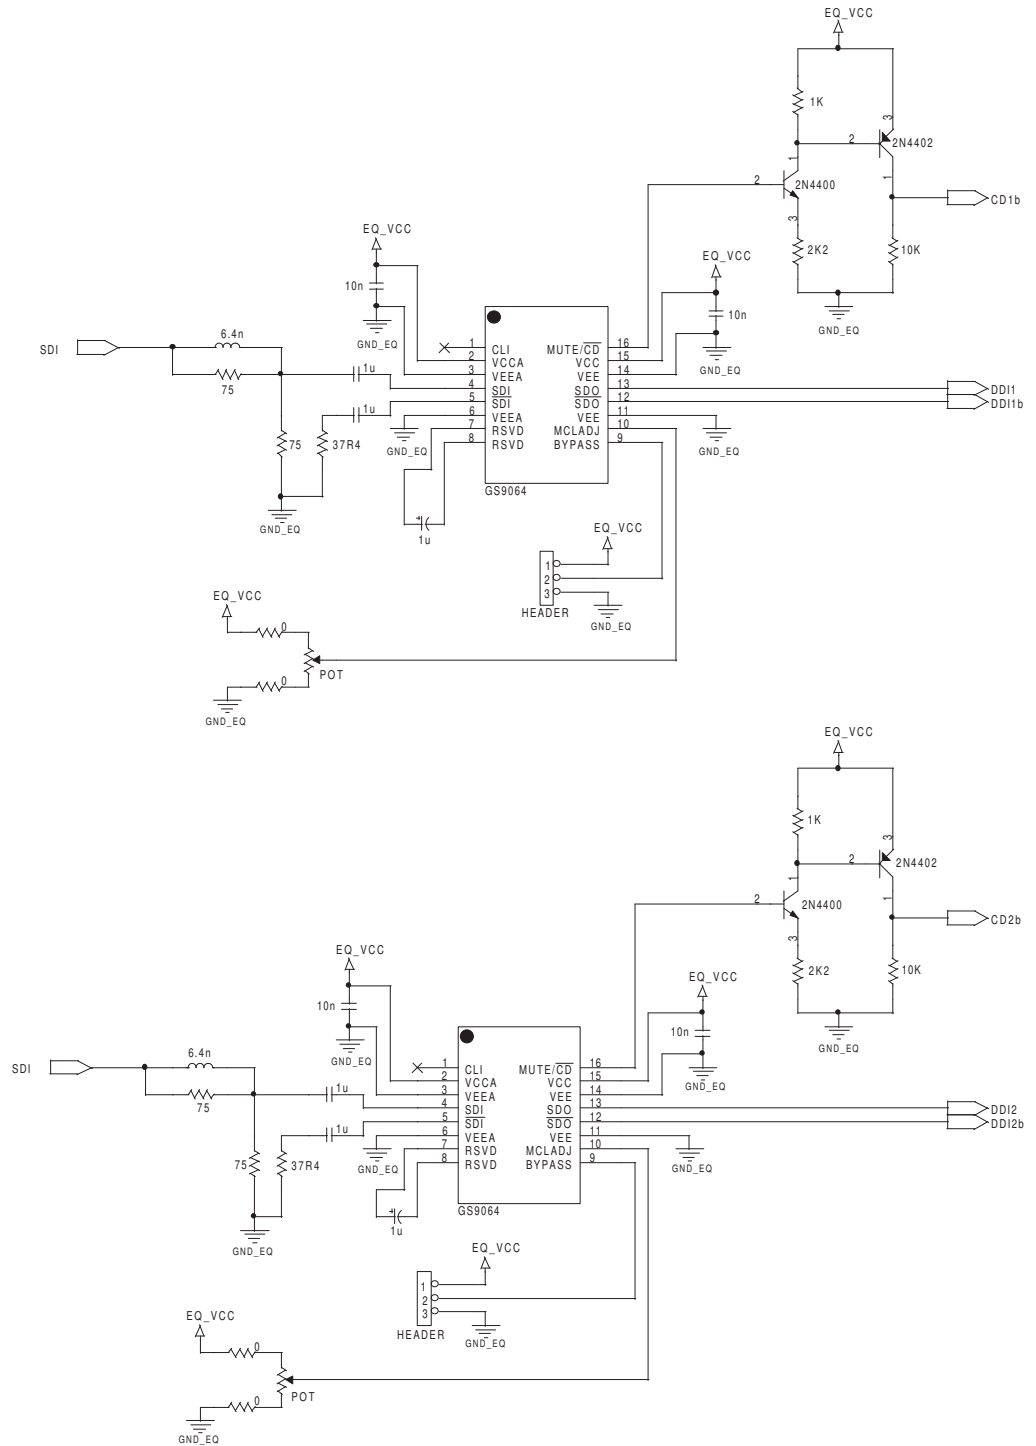 EQ_VCC
1K
3
2
2N4402
1
2
2N4400
1
CD1b
3
2K2
10K
GND_EQ
EQ_VCC
10n
GND_EQ
EQ_VCC
10n
GND_EQ
SDI
6.4n
75
1u
1u
75
37R4
GND_EQ
GND_EQ
1 CLI MUTE/CD 16
2 VCCA VCC 15
3 VEEA VEE 14
4 SDI SDO 13
5 SDI SDO 12
6 VEEA VEE 11
7 RSVD MCLADJ 10
8 RSVD BYPASS 9
GS9064
DDI1
DDI1b
GND_EQ
+
1u
EQ_VCC
1
2
3
HEADER
GND_EQ
EQ_VCC
0
POT
0
GND_EQ
EQ_VCC
1K
3
2
2N4402
1
2
2N4400
1
CD2b
3
2K2
10K
GND_EQ
EQ_VCC
10n
GND_EQ
EQ_VCC
10n
GND_EQ
SDI
6.4n
75
1u
1u
75
37R4
GND_EQ
GND_EQ
1 CLI MUTE/CD 16
2 VCCA VCC 15
3 VEEA VEE 14
4 SDI SDO 13
5 SDI SDO 12
6 VEEA VEE 11
7 RSVD MCLADJ 10
8 RSVD BYPASS 9
GS9064
DDI2
DDI2b
GND_EQ
+
1u
EQ_VCC
1
2
3
HEADER
GND_EQ
EQ_VCC
0
POT
0
GND_EQ